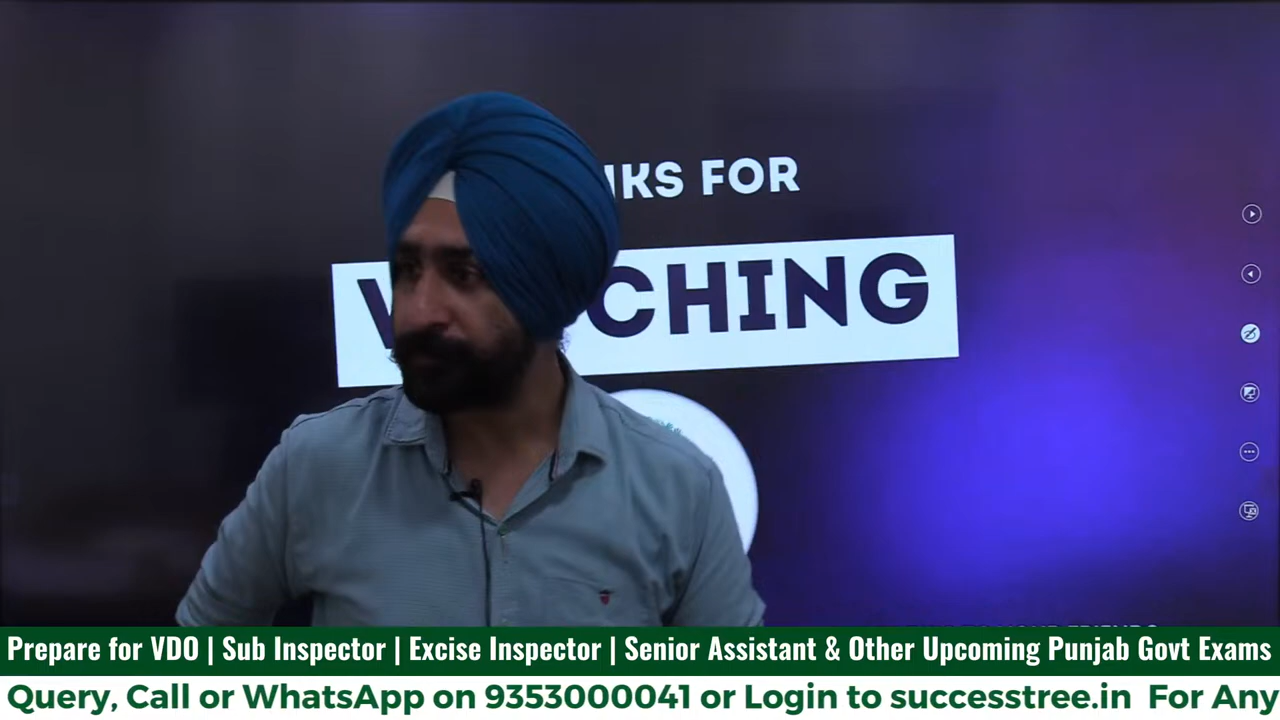 NKS FOR
CHING
Prepare for VDO | Sub Inspector | Excise Inspector | Senior Assistant & Other Upcoming Punjab Govt Exams
Query, Call or WhatsApp on 9353000041 or Login to successtree.in For Any